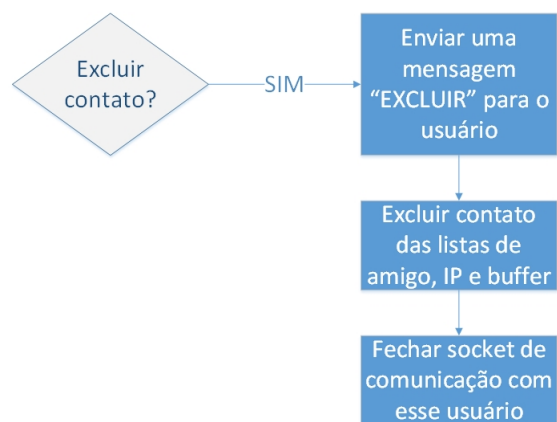 Excluir
contato?
SIM
Enviar uma
mensagem
“EXCLUIR” para o
usuário
Excluir contato
das listas de
amigo, IP e buffer
Fechar socket de
comunicação com
esse usuário